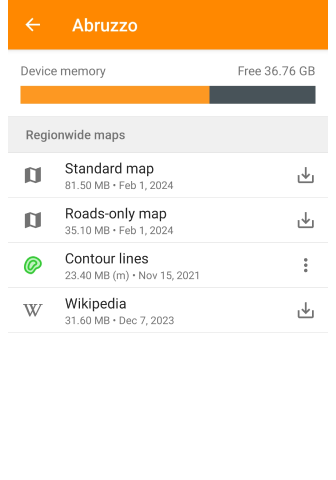 Abruzzo
Device memory Free 36.76 GB
Regionwide maps
Standard map
81.50 MB • Feb 1, 2024
Roads-only map
35.10 MB • Feb 1, 2024
Contour lines
23.40 MB (m) • Nov 15, 2021
W Wikipedia
31.60 MB • Dec 7, 2023